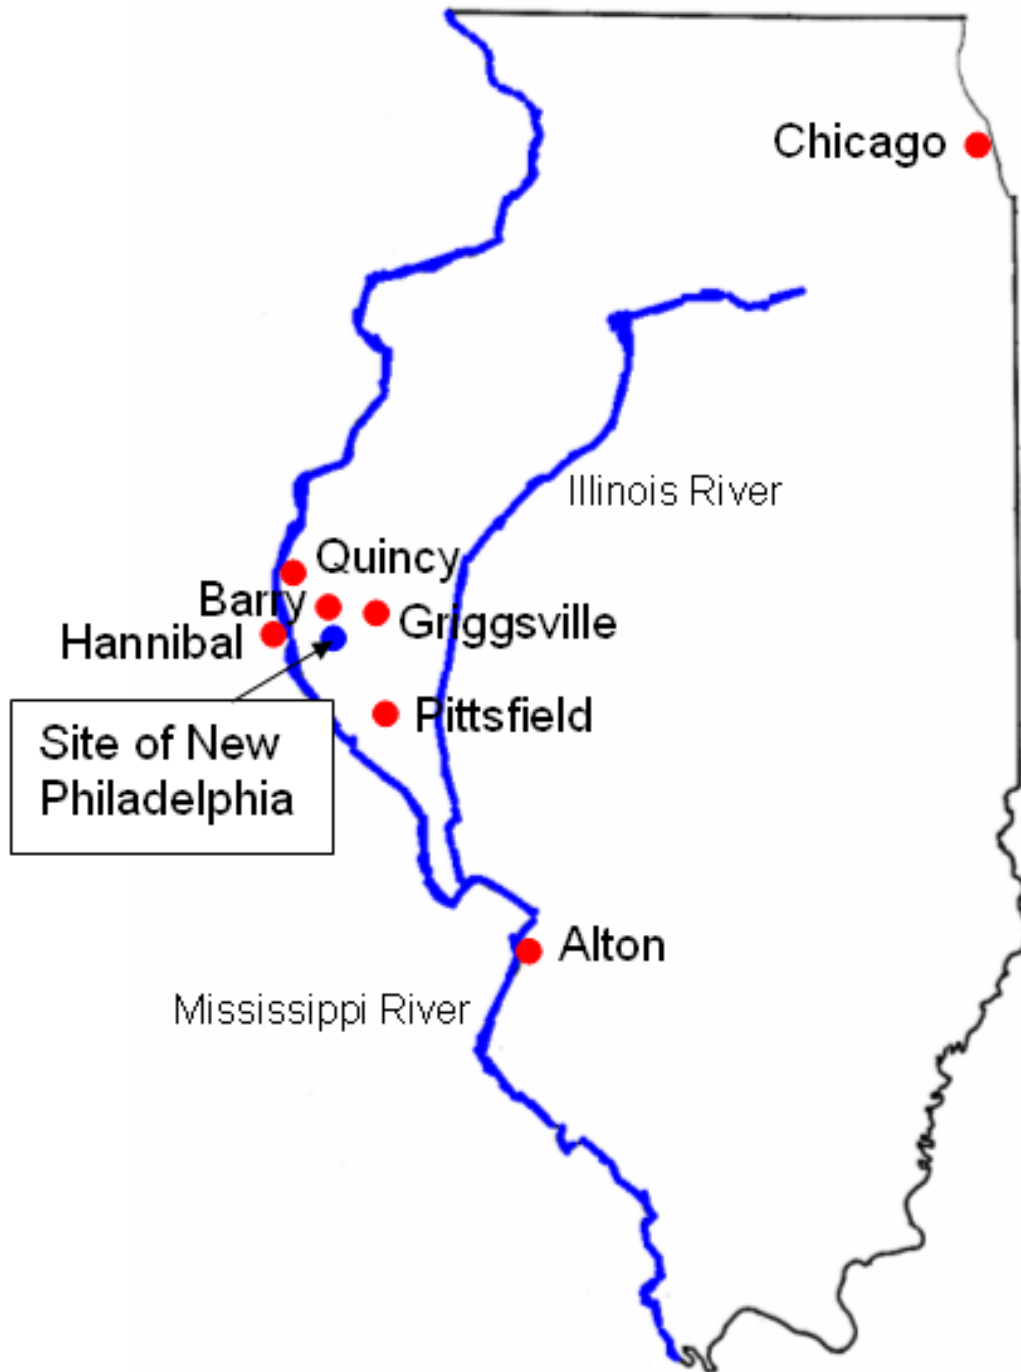 Chicago
Illinois River
Quincy
Barry
Griggsville
Hannibal
Pittsfield
Site of New
Philadelphia
Alton
Mississippi River